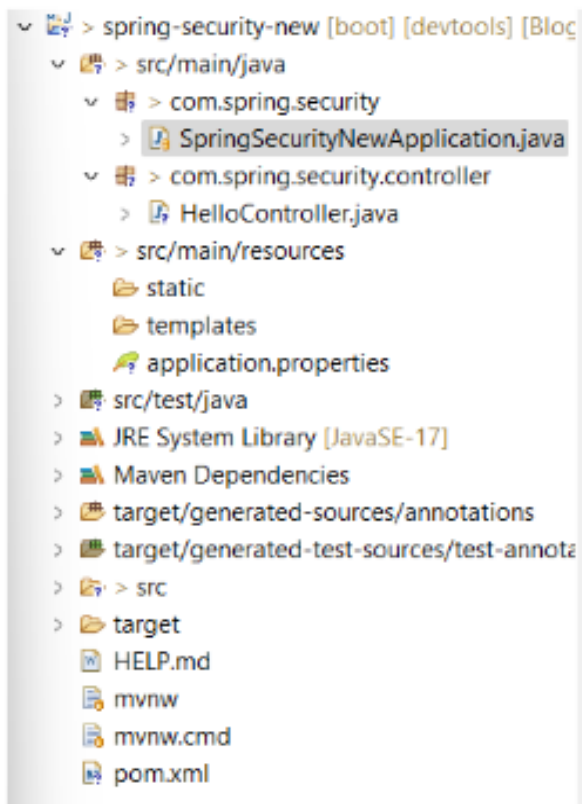 > spring-security-new [boot] [devtools] [Blog
> src/main/java
> com.spring.security
SpringSecurityNewApplication.java
> com.spring.security.controller
HelloController.java
> src/main/resources
static
templates
application.properties
src/test/java
JRE System Library [JavaSE-17]
Maven Dependencies
target/generated-sources/annotations
target/generated-test-sources/test-annota
> src
target
HELP.md
mvnw
mvnw.cmd
pom.xml